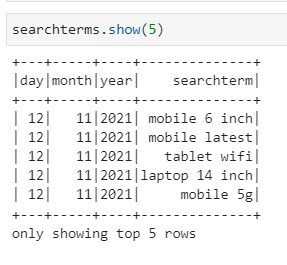 searchterms.show(5)
+---+-----+----+--------------+
|day|month|year|    searchterm|
+---+-----+----+--------------+
| 12|   11|2021| mobile 6 inch|
| 12|   11|2021| mobile latest|
| 12|   11|2021|   tablet wifi|
| 12|   11|2021|laptop 14 inch|
| 12|   11|2021|     mobile 5g|
+---+-----+----+--------------+
only showing top 5 rows